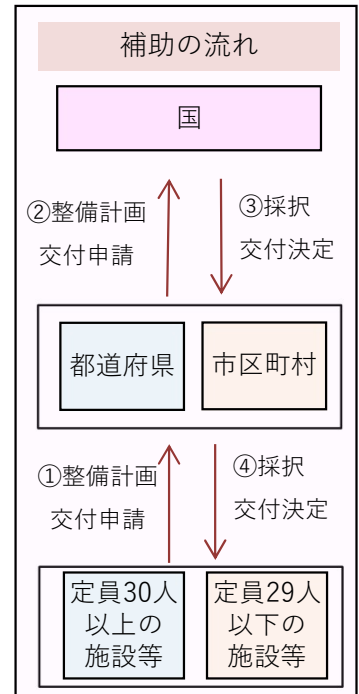 補助の流れ
国
②整備計画
交付申請
③採択
交付決定
都道府県
市区町村
①整備計画
交付申請
④採択
交付決定
定員30人
以上の
施設等
定員29人
以下の
施設等